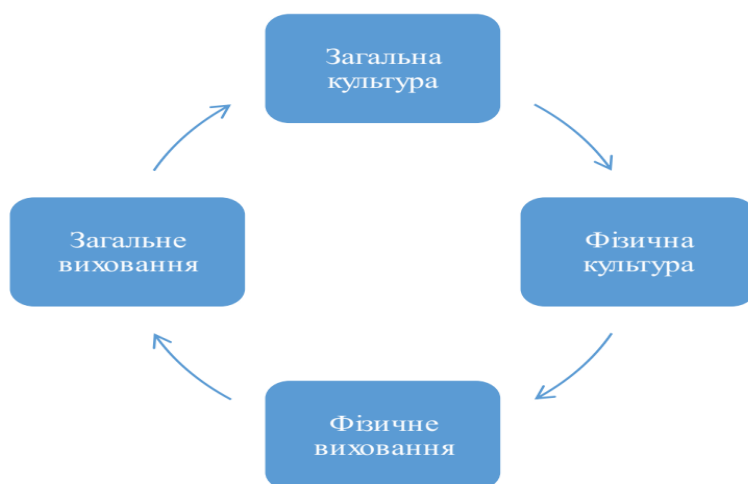 Загальна
культура
Фізична
культура
Фізичне
виховання
Загальне
виховання